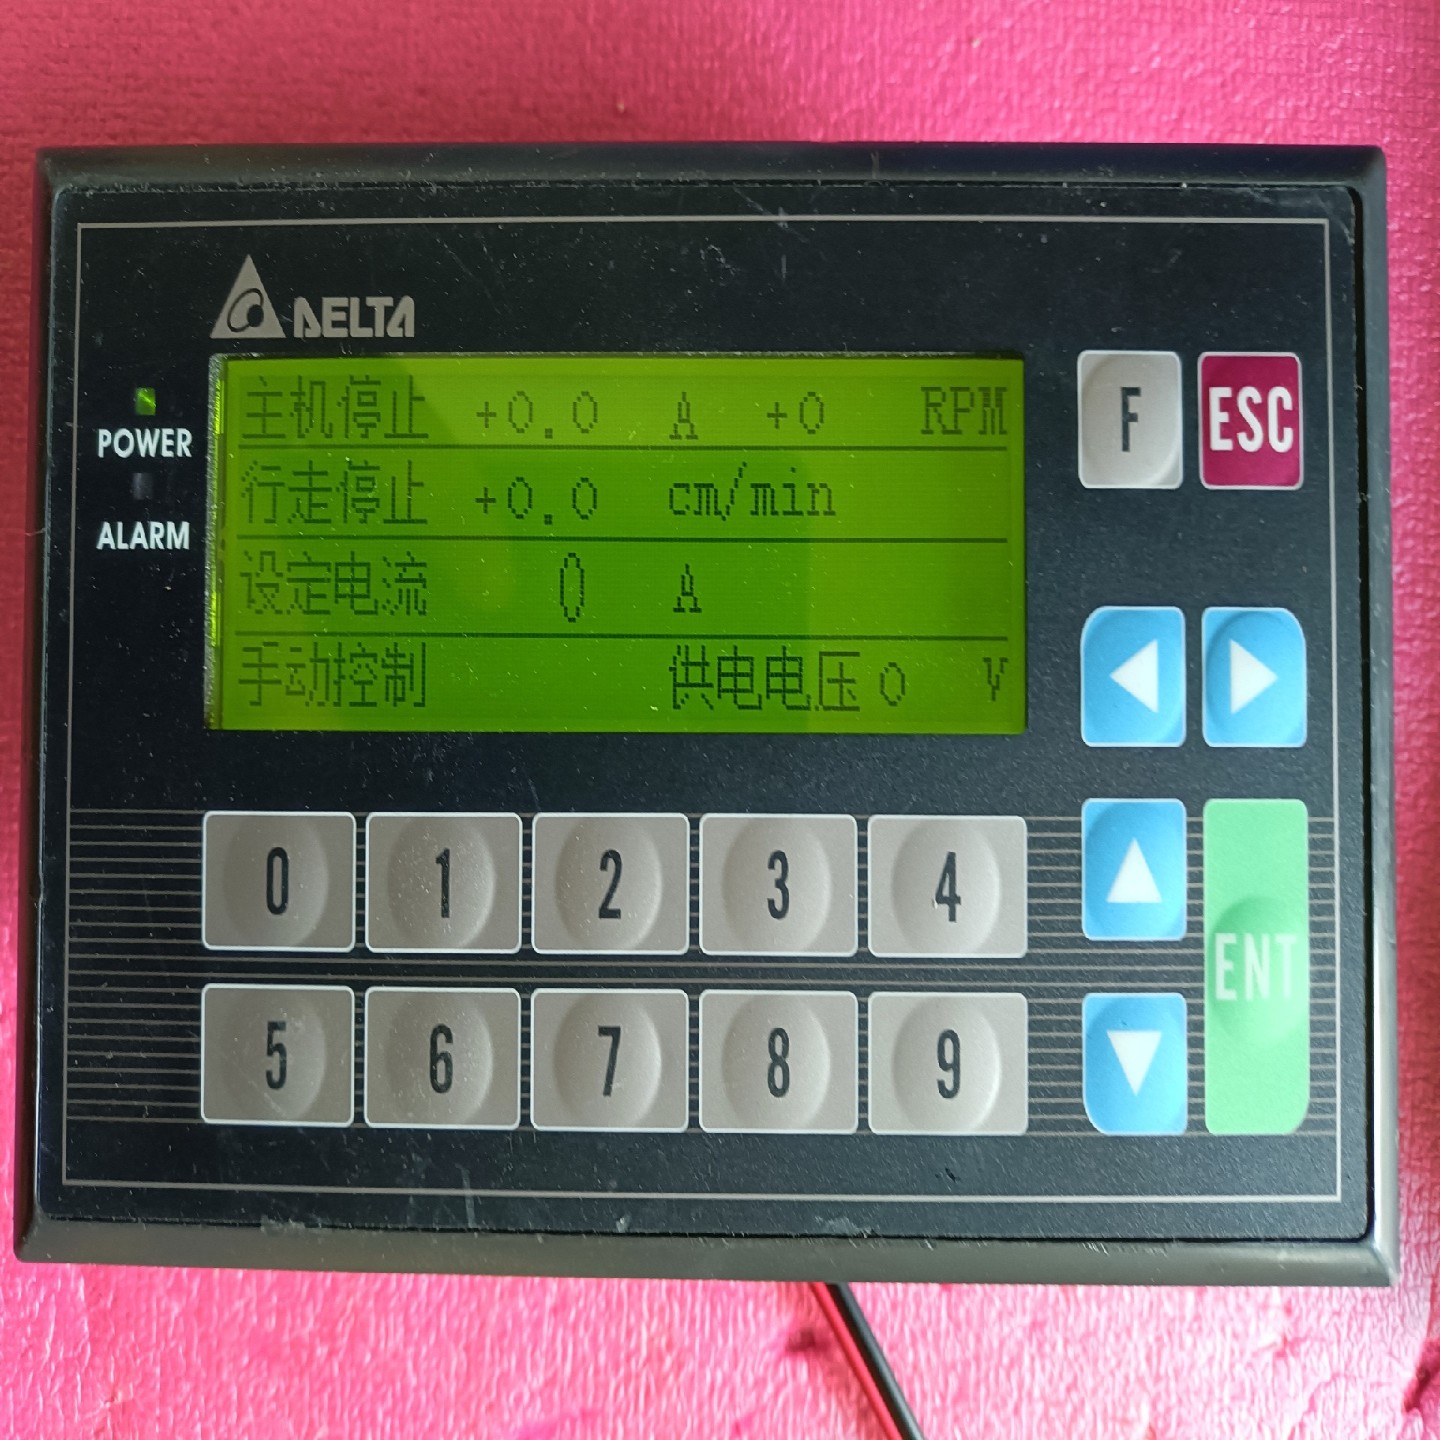 DELTA
POWER
ALARM
主机停止 +0.0 A +0 RPM
行走停止 +0.0 cm/min
设定电流 0 A
手动控制 供电电压0 V
F ESC
0 1 2 3 4
5 6 7 8 9
ENT